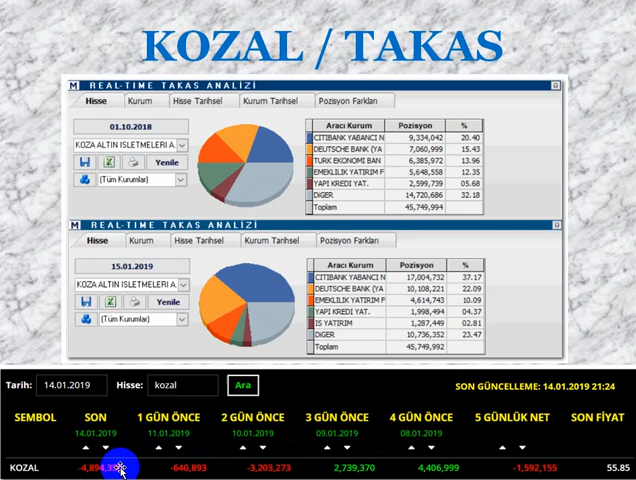 KOZAL / TAKAS
REAL-TIME TAKAS ANALİZİ
Hisse Kurum Hisse Tarihsel Kurum Tarihsel Pozisyon Farkları
01.10.2018
KOZA ALTIN ISLETMELERI A.
Yenile
(Tüm Kurumlar)
Aracı Kurum Pozisyon %
CITIBANK YABANCI N 9,334,042 20.40
DEUTSCHE BANK (YA 7,060,999 15.43
TURK EKONOMI BAN 6,385,972 13.96
EMEKLILIK YATIRIM F 5,648,558 12.35
YAPI KREDI YAT. 2,599,739 05.68
DiGER 14,720,686 32.18
Toplam 45,749,994
REAL-TIME TAKAS ANALİZİ
Hisse Kurum Hisse Tarihsel Kurum Tarihsel Pozisyon Farkları
15.01.2019
KOZA ALTIN ISLETMELERI A.
Yenile
(Tüm Kurumlar)
Aracı Kurum Pozisyon %
CITIBANK YABANCI N 17,004,732 37.17
DEUTSCHE BANK (YA 10,108,221 22.09
EMEKLILIK YATIRIM F 4,614,743 10.09
YAPI KREDI YAT. 1,998,494 04.37
IS YATIRIM 1,287,449 02.81
DiGER 10,736,352 23.47
Toplam 45,749,992
Tarih: 14.01.2019 Hisse: kozal Ara SON GÜNCELLEME: 14.01.2019 21:24
SEMBOL SON 1 GÜN ÖNCE 2 GÜN ÖNCE 3 GÜN ÖNCE 4 GÜN ÖNCE 5 GÜNLÜK NET SON FİYAT
14.01.2019 11.01.2019 10.01.2019 09.01.2019 08.01.2019
KOZAL -640,893 -3,203,273 2,739,370 4,406,999 -1,592,155 55.85